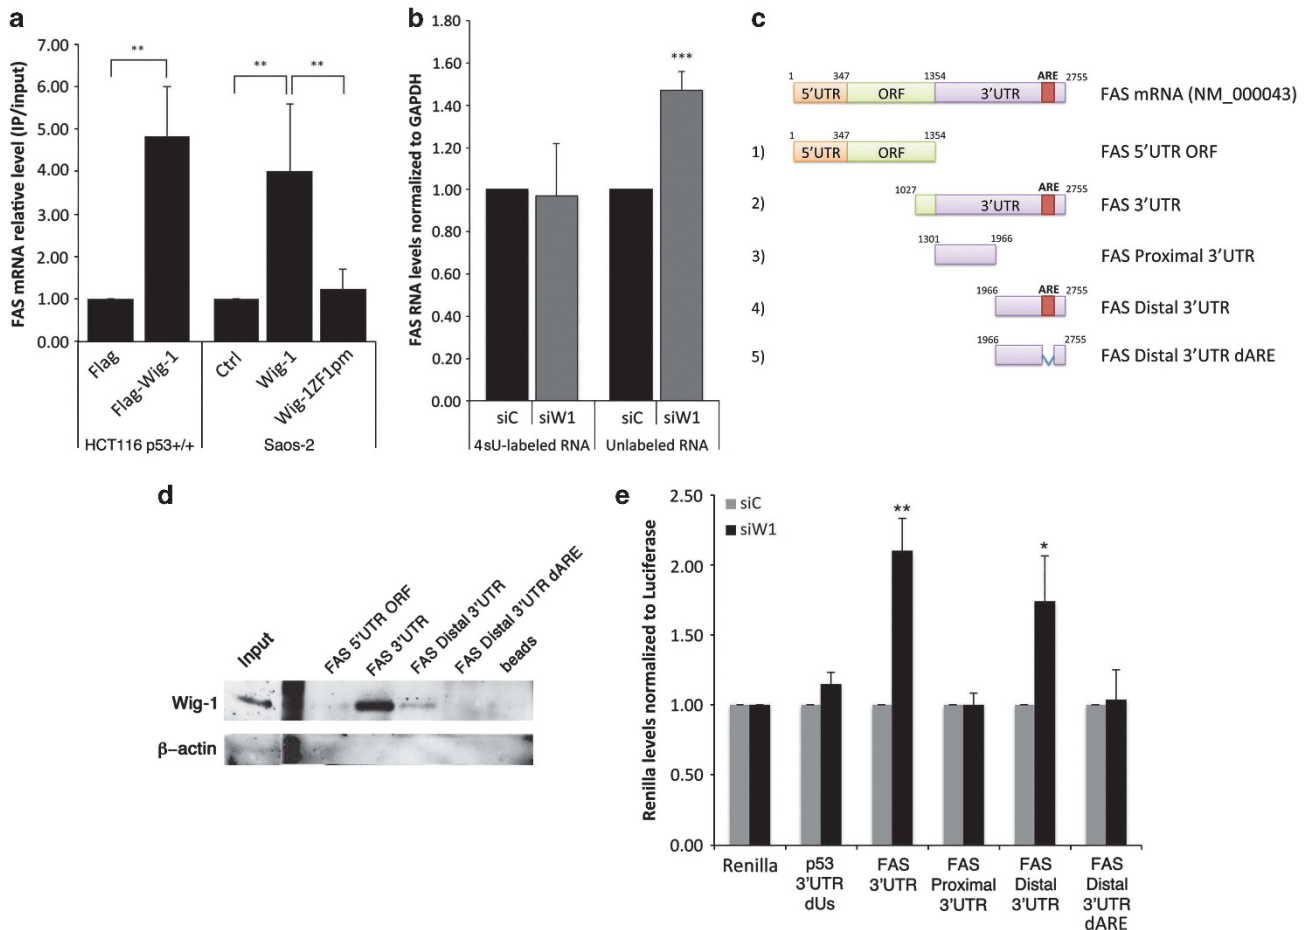 a
FAS mRNA relative level (IP/input)
7.00
6.00
5.00
4.00
3.00
2.00
1.00
0.00
**
**
**
Flag
Flag-Wig-1
Ctrl
Wig-1
Wig-1ZF1pm
HCT116 p53+/+
Saos-2
b
FAS RNA levels normalized to GAPDH
1.80
1.60
1.40
1.20
1.00
0.80
0.60
0.40
0.20
0.00
***
siC
siW1
siC
siW1
4sU-labeled RNA
Unlabeled RNA
c
1 347 1354 ARE 2755
5’UTR ORF 3’UTR FAS mRNA (NM_000043)
1 347 1354
1) 5’UTR ORF FAS 5’UTR ORF
1027 ARE 2755
2) 3’UTR FAS 3’UTR
1301 1966
3) FAS Proximal 3’UTR
1966 ARE 2755
4) FAS Distal 3’UTR
1966 2755
5) FAS Distal 3’UTR dARE
d
Input
FAS 5’UTR ORF
FAS 3’UTR
FAS Distal 3’UTR
FAS Distal 3’UTR dARE
beads
Wig-1
β–actin
e
Renilla levels normalized to Luciferase
2.50
2.00
1.50
1.00
0.50
0.00
siC
siW1
**
*
Renilla
p53
3’UTR
dUs
FAS
3’UTR
FAS
Proximal
3’UTR
FAS
Distal
3’UTR
FAS
Distal
3’UTR
dARE